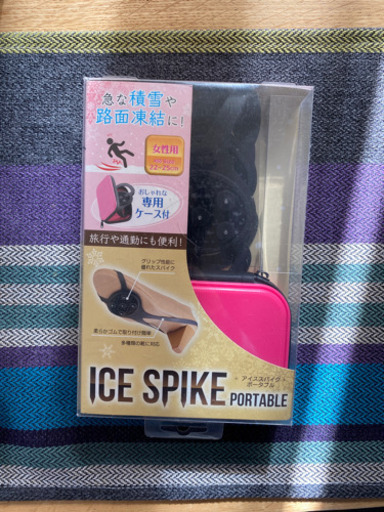 急な積雪や
路面凍結に!
女性用
22~25cm
おしゃれな
専用
ケース付
旅行や通勤にも便利!
グリップ性能に
優れたスパイク
柔らかゴムで取り付け簡単
多種類の靴に対応
ICE SPIKE PORTABLE
アイススパイク
ポータブル